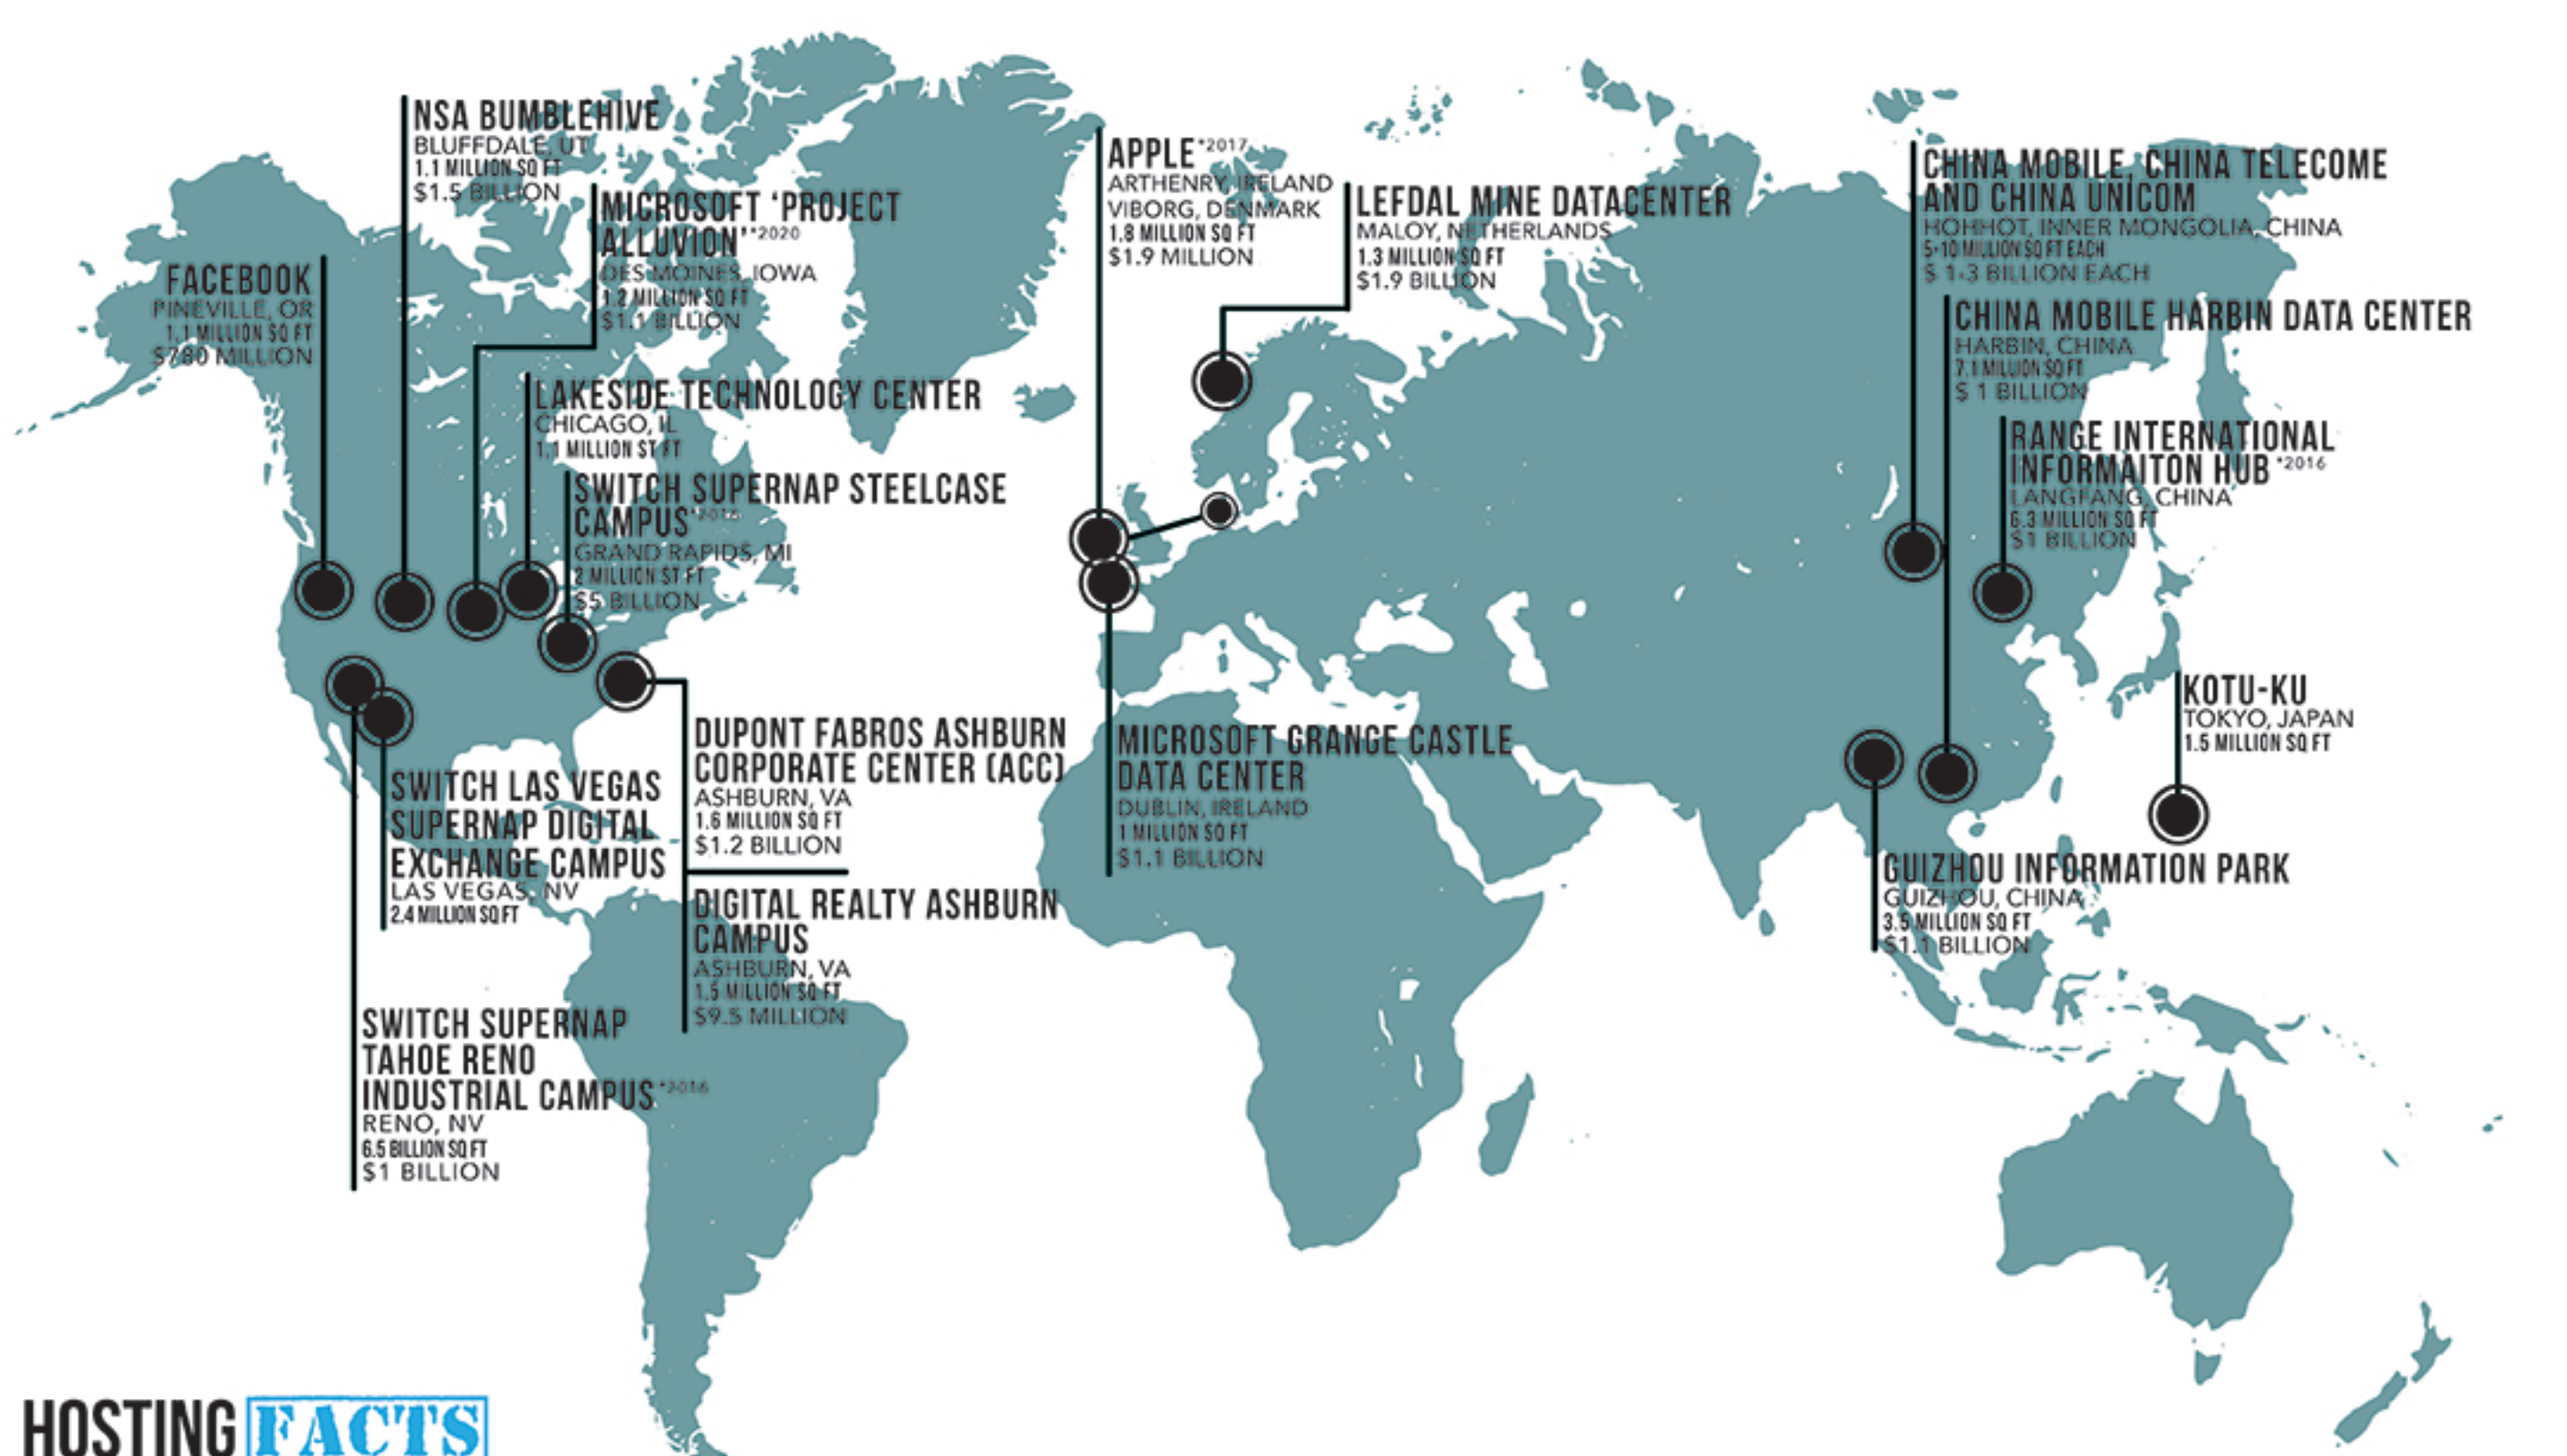 NSA BUMBLEHIVE
BLUFFDALE, UT
1.1 MILLION SQ FT
$1.5 BILLION
MICROSOFT ‘PROJECT
ALLUVION’*2020
DES MOINES, IOWA
1.2 MILLION SQ FT
$1.1 BILLION
FACEBOOK
PINEVILLE, OR
1.1 MILLION SQ FT
$780 MILLION
LAKESIDE TECHNOLOGY CENTER
CHICAGO, IL
1.1 MILLION ST FT
SWITCH SUPERNAP STEELCASE
CAMPUS*2016
GRAND RAPIDS, MI
2 MILLION ST FT
$5 BILLION
APPLE*2017
ARTHENRY, IRELAND
VIBORG, DENMARK
1.8 MILLION SQ FT
$1.9 MILLION
LEFDAL MINE DATACENTER
MALOY, NETHERLANDS
1.3 MILLION SQ FT
$1.9 BILLION
CHINA MOBILE, CHINA TELECOME
AND CHINA UNICOM
HOHHOT, INNER MONGOLIA, CHINA
5-10 MILLION SQ FT EACH
$ 1-3 BILLION EACH
CHINA MOBILE HARBIN DATA CENTER
HARBIN, CHINA
7.1 MILLION SQ FT
$ 1 BILLION
RANGE INTERNATIONAL
INFORMAITON HUB *2016
LANGFANG, CHINA
6.3 MILLION SQ FT
$1 BILLION
KOTU-KU
TOKYO, JAPAN
1.5 MILLION SQ FT
DUPONT FABROS ASHBURN
CORPORATE CENTER (ACC)
ASHBURN, VA
1.6 MILLION SQ FT
$1.2 BILLION
MICROSOFT GRANGE CASTLE
DATA CENTER
DUBLIN, IRELAND
1 MILLION SQ FT
$1.1 BILLION
SWITCH LAS VEGAS
SUPERNAP DIGITAL
EXCHANGE CAMPUS
LAS VEGAS, NV
2.4 MILLION SQ FT
DIGITAL REALTY ASHBURN
CAMPUS
ASHBURN, VA
1.5 MILLION SQ FT
$9.5 MILLION
GUIZHOU INFORMATION PARK
GUIZHOU, CHINA
3.5 MILLION SQ FT
$1.1 BILLION
SWITCH SUPERNAP
TAHOE RENO
INDUSTRIAL CAMPUS*2016
RENO, NV
6.5 BILLION SQ FT
$1 BILLION
HOSTING FACTS